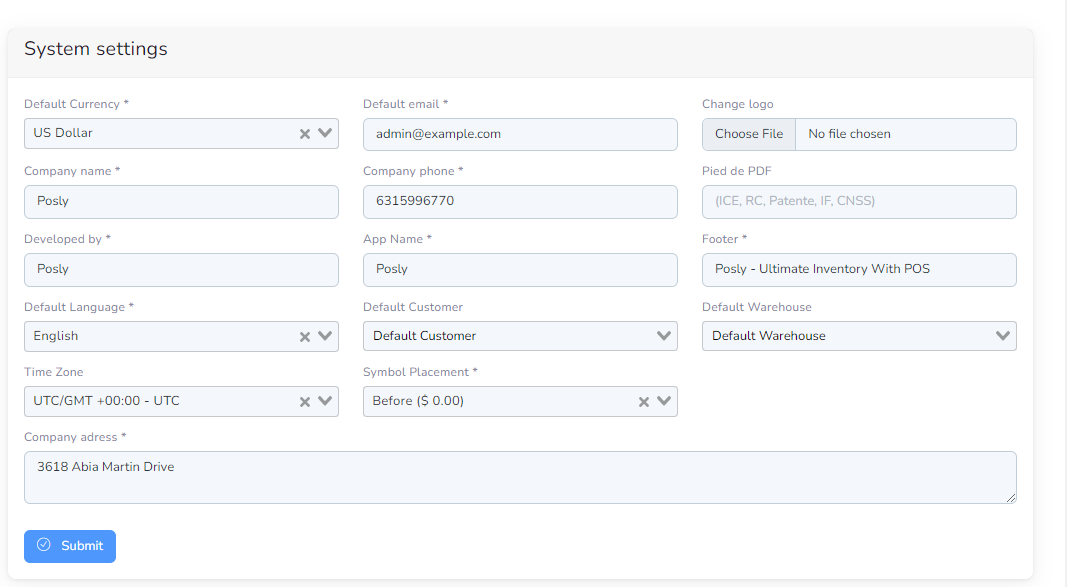 System settings
Default Currency * Default email * Change logo
US Dollar admin@example.com Choose File No file chosen
Company name * Company phone * Pied de PDF
Posly 6315996770 (ICE, RC, Patente, IF, CNSS)
Developed by * App Name * Footer *
Posly Posly Posly - Ultimate Inventory With POS
Default Language * Default Customer Default Warehouse
English Default Customer Default Warehouse
Time Zone Symbol Placement *
UTC/GMT +00:00 - UTC Before ($ 0.00)
Company adress *
3618 Abia Martin Drive
Submit